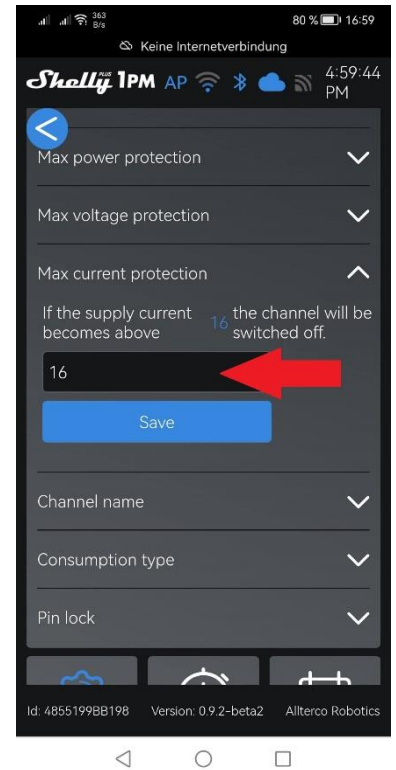 363 B/s 80 % 16:59
Keine Internetverbindung
Shelly PLUS 1PM AP 4:59:44 PM
Max power protection
Max voltage protection
Max current protection
If the supply current becomes above 16 the channel will be switched off.
16
Save
Channel name
Consumption type
Pin lock
Id: 4855199BB198 Version: 0.9.2-beta2 Allterco Robotics